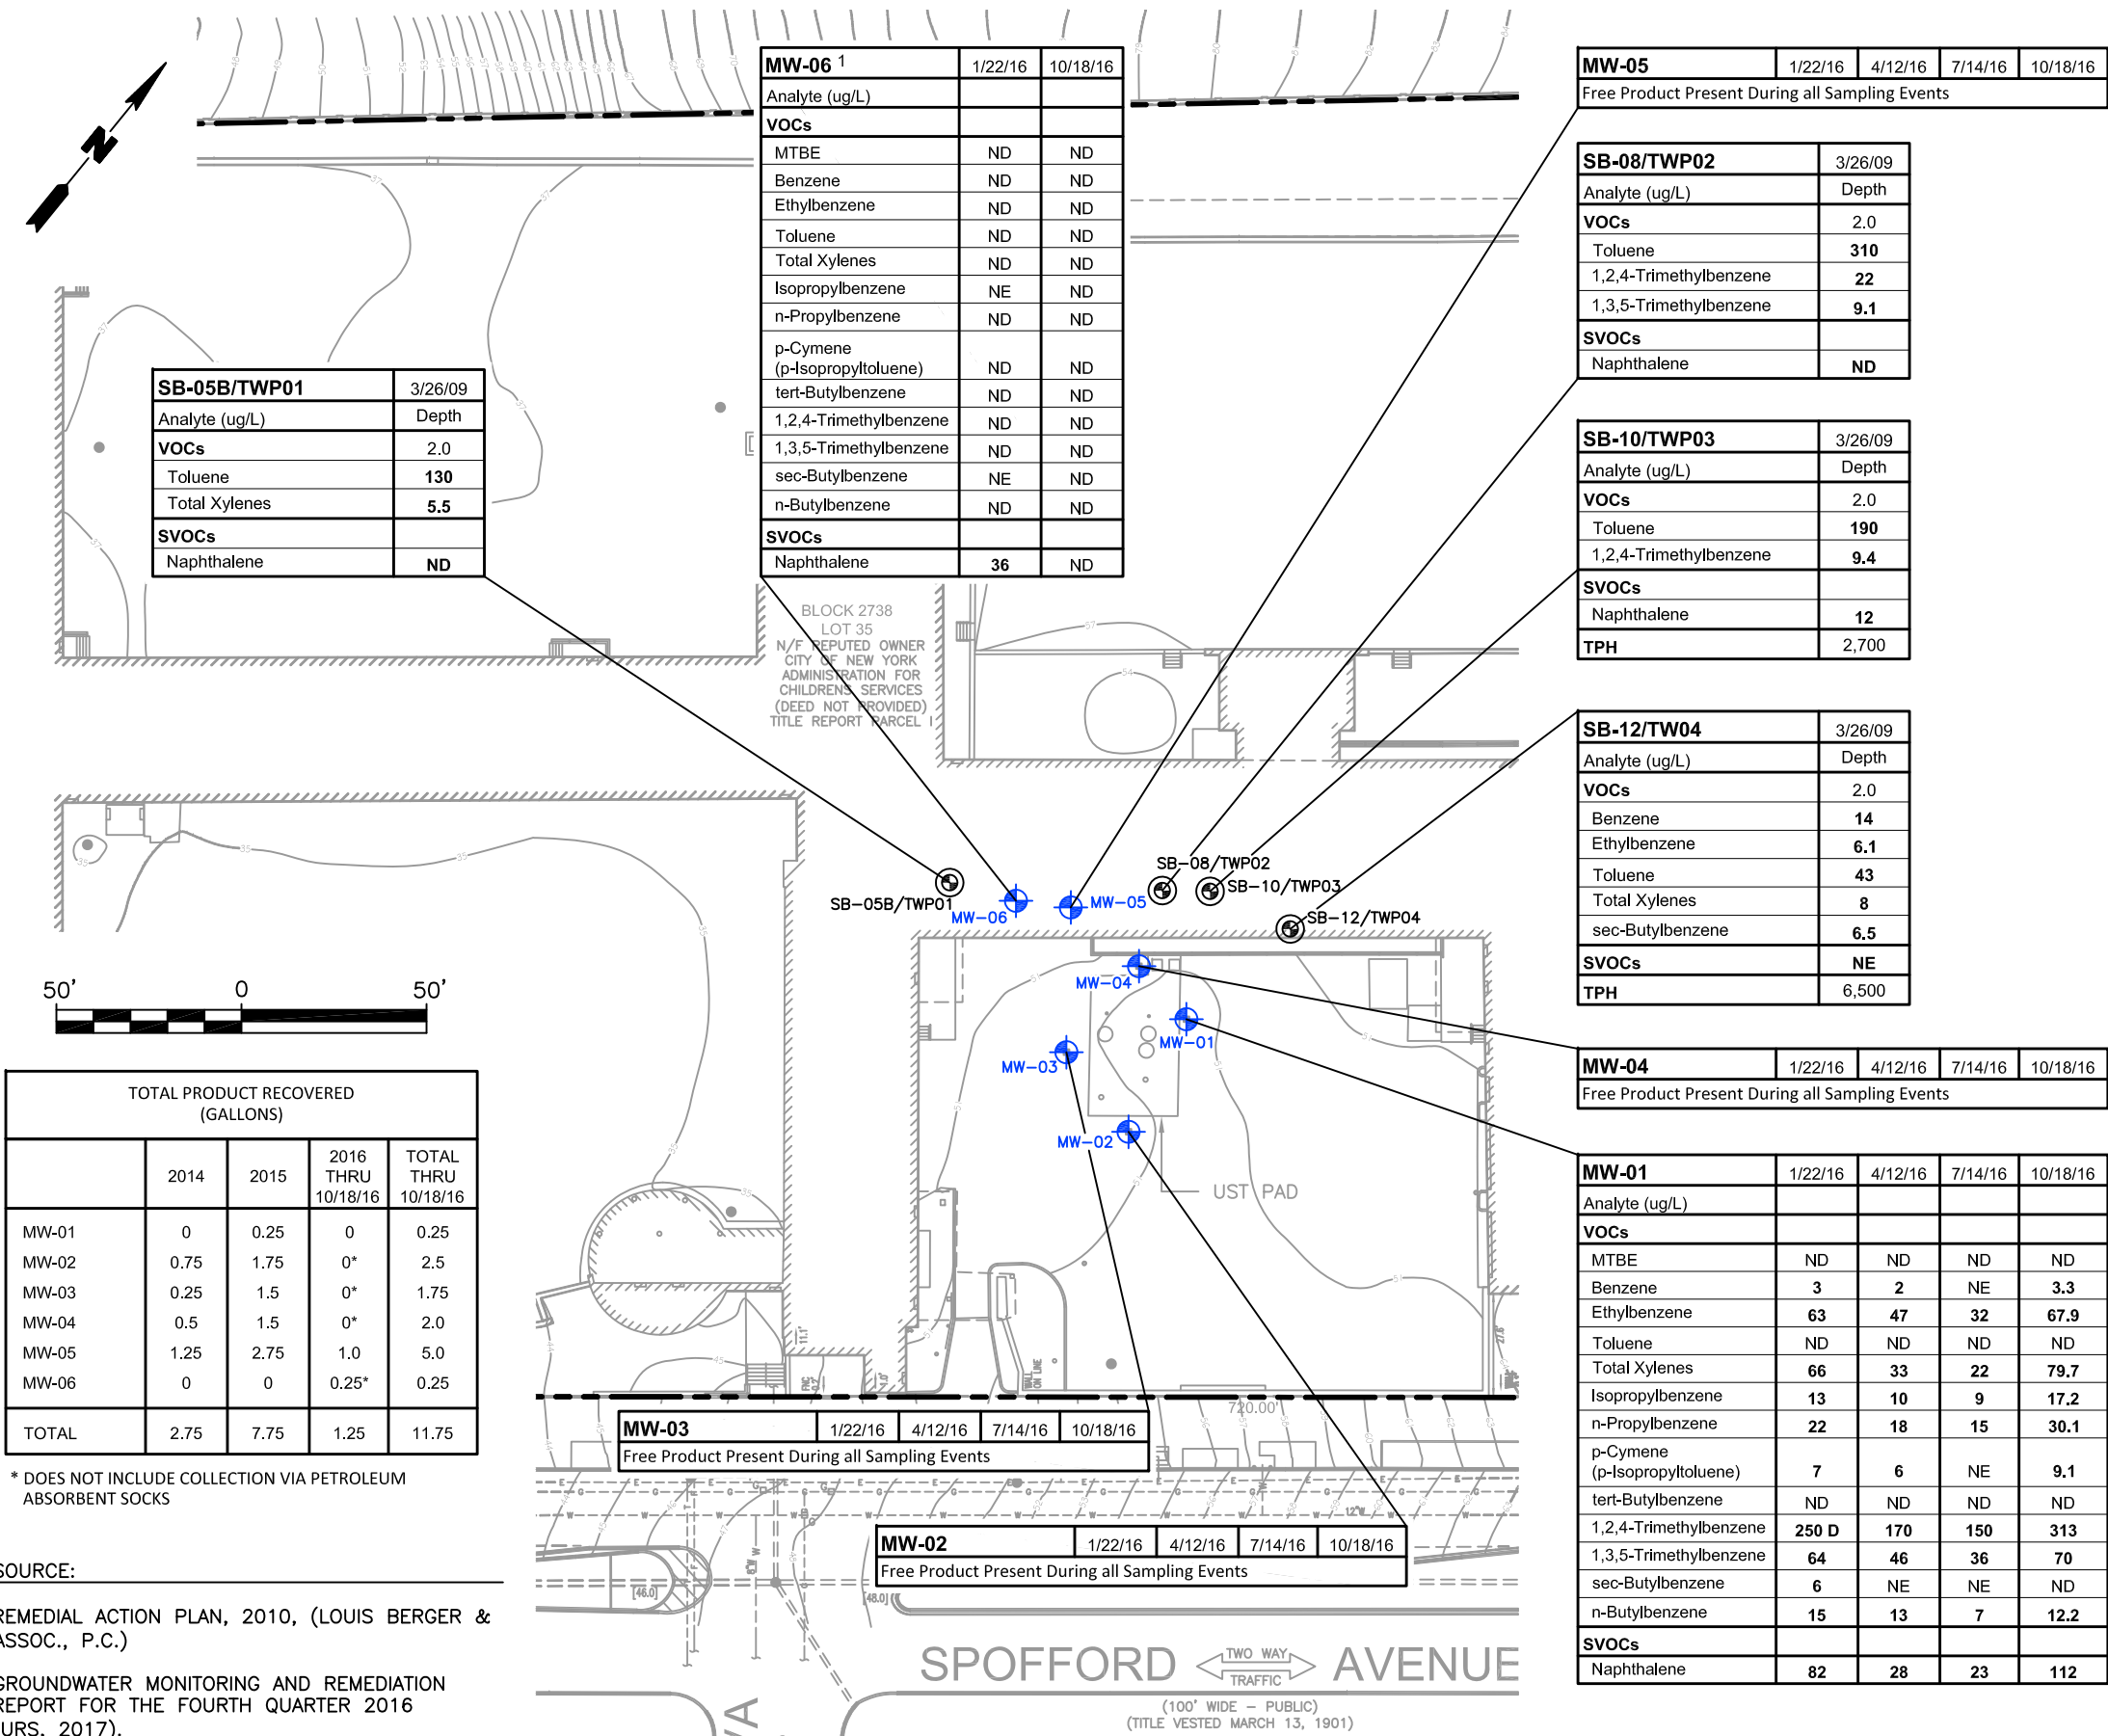 N
MW-06 1 1/22/16 10/18/16
Analyte (ug/L)
VOCs
MTBE ND ND
Benzene ND ND
Ethylbenzene ND ND
Toluene ND ND
Total Xylenes ND ND
Isopropylbenzene NE ND
n-Propylbenzene ND ND
p-Cymene
(p-Isopropyltoluene) ND ND
tert-Butylbenzene ND ND
1,2,4-Trimethylbenzene ND ND
1,3,5-Trimethylbenzene ND ND
sec-Butylbenzene NE ND
n-Butylbenzene ND ND
SVOCs
Naphthalene 36 ND
MW-05 1/22/16 4/12/16 7/14/16 10/18/16
Free Product Present During all Sampling Events
SB-08/TWP02 3/26/09
Analyte (ug/L) Depth
VOCs 2.0
Toluene 310
1,2,4-Trimethylbenzene 22
1,3,5-Trimethylbenzene 9.1
SVOCs
Naphthalene ND
SB-05B/TWP01 3/26/09
Analyte (ug/L) Depth
VOCs 2.0
Toluene 130
Total Xylenes 5.5
SVOCs
Naphthalene ND
SB-10/TWP03 3/26/09
Analyte (ug/L) Depth
VOCs 2.0
Toluene 190
1,2,4-Trimethylbenzene 9.4
SVOCs
Naphthalene 12
TPH 2,700
BLOCK 2738
LOT 35
N/F REPUTED OWNER
CITY OF NEW YORK
ADMINISTRATION FOR
CHILDRENS SERVICES
(DEED NOT PROVIDED)
TITLE REPORT PARCEL I
SB-12/TW04 3/26/09
Analyte (ug/L) Depth
VOCs 2.0
Benzene 14
Ethylbenzene 6.1
Toluene 43
Total Xylenes 8
sec-Butylbenzene 6.5
SVOCs NE
TPH 6,500
SB-08/TWP02
SB-10/TWP03
SB-05B/TWP01
MW-06
MW-05
SB-12/TWP04
MW-04
MW-01
MW-03
MW-02
UST PAD
50' 0 50'
MW-04 1/22/16 4/12/16 7/14/16 10/18/16
Free Product Present During all Sampling Events
TOTAL PRODUCT RECOVERED
(GALLONS)
2014 2015 2016 THRU 10/18/16 TOTAL THRU 10/18/16
MW-01 0 0.25 0 0.25
MW-02 0.75 1.75 0* 2.5
MW-03 0.25 1.5 0* 1.75
MW-04 0.5 1.5 0* 2.0
MW-05 1.25 2.75 1.0 5.0
MW-06 0 0 0.25* 0.25
TOTAL 2.75 7.75 1.25 11.75
* DOES NOT INCLUDE COLLECTION VIA PETROLEUM
ABSORBENT SOCKS
MW-01 1/22/16 4/12/16 7/14/16 10/18/16
Analyte (ug/L)
VOCs
MTBE ND ND ND ND
Benzene 3 2 NE 3.3
Ethylbenzene 63 47 32 67.9
Toluene ND ND ND ND
Total Xylenes 66 33 22 79.7
Isopropylbenzene 13 10 9 17.2
n-Propylbenzene 22 18 15 30.1
p-Cymene
(p-Isopropyltoluene) 7 6 NE 9.1
tert-Butylbenzene ND ND ND ND
1,2,4-Trimethylbenzene 250 D 170 150 313
1,3,5-Trimethylbenzene 64 46 36 70
sec-Butylbenzene 6 NE NE ND
n-Butylbenzene 15 13 7 12.2
SVOCs
Naphthalene 82 28 23 112
720.00'
MW-03 1/22/16 4/12/16 7/14/16 10/18/16
Free Product Present During all Sampling Events
12"W
MW-02 1/22/16 4/12/16 7/14/16 10/18/16
Free Product Present During all Sampling Events
[46.0]
[48.0]
SOURCE:
REMEDIAL ACTION PLAN, 2010, (LOUIS BERGER &
ASSOC., P.C.)
GROUNDWATER MONITORING AND REMEDIATION
REPORT FOR THE FOURTH QUARTER 2016
(URS, 2017).
SPOFFORD TWO WAY TRAFFIC AVENUE
(100' WIDE – PUBLIC)
(TITLE VESTED MARCH 13, 1901)
VA